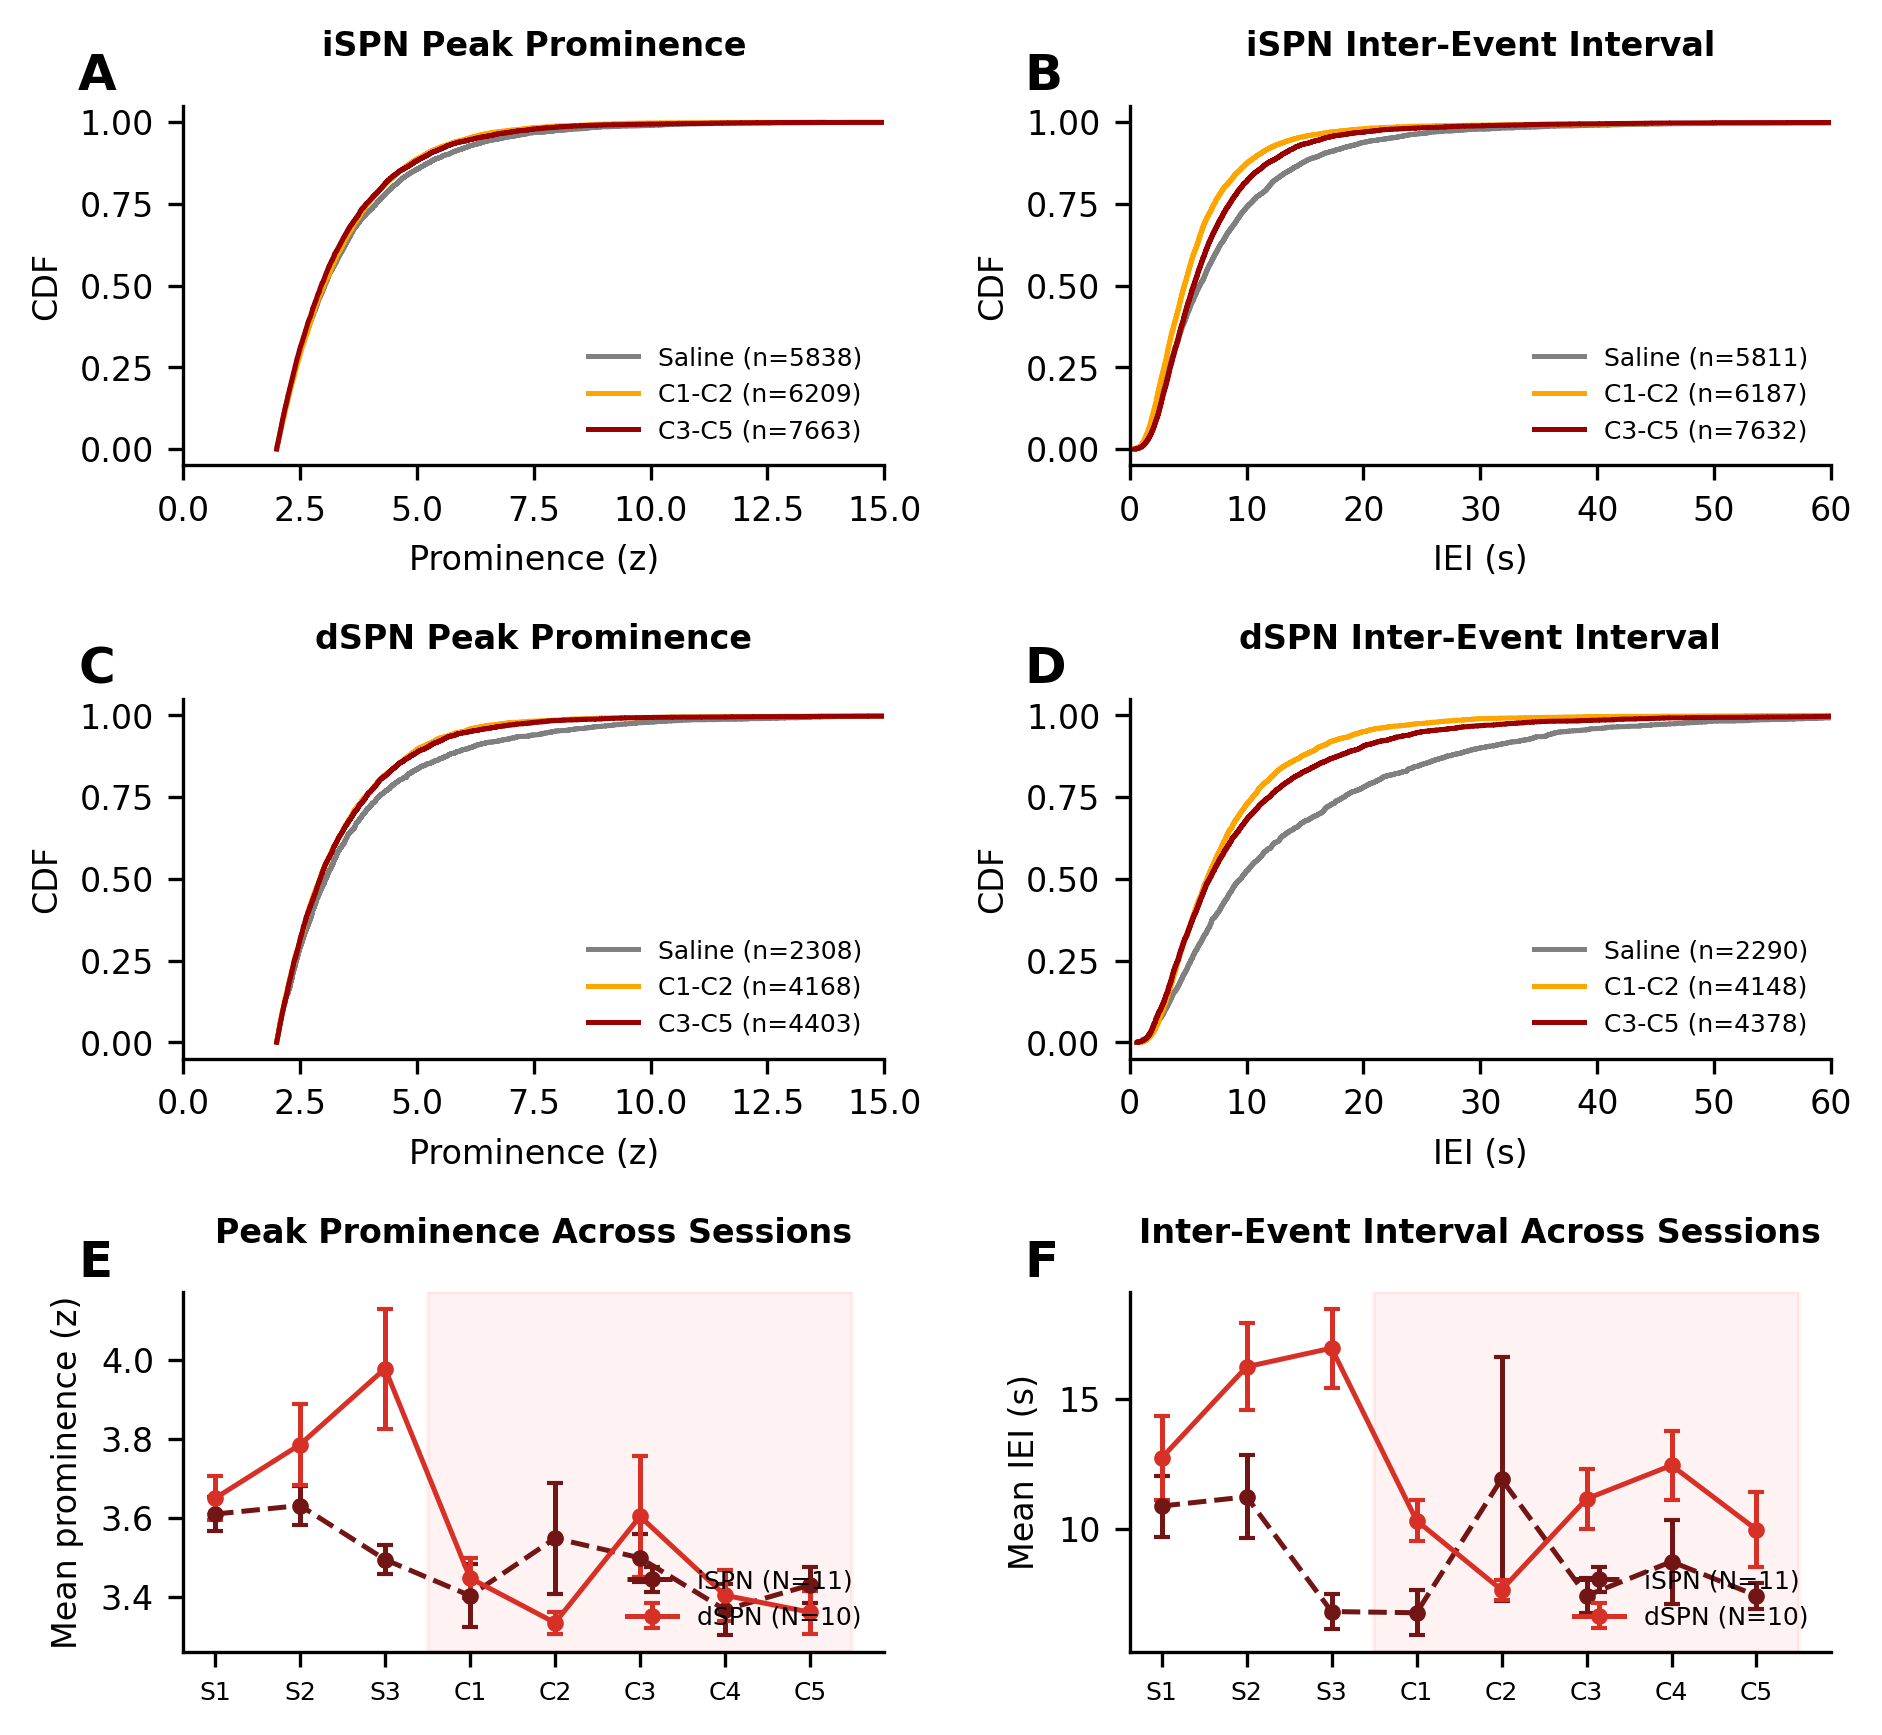 iSPN Peak Prominence
A
CDF
1.00
0.75
0.50
0.25
0.00
Saline (n=5838)
C1-C2 (n=6209)
C3-C5 (n=7663)
0.0 2.5 5.0 7.5 10.0 12.5 15.0
Prominence (z)
iSPN Inter-Event Interval
B
CDF
1.00
0.75
0.50
0.25
0.00
Saline (n=5811)
C1-C2 (n=6187)
C3-C5 (n=7632)
0 10 20 30 40 50 60
IEI (s)
dSPN Peak Prominence
C
CDF
1.00
0.75
0.50
0.25
0.00
Saline (n=2308)
C1-C2 (n=4168)
C3-C5 (n=4403)
0.0 2.5 5.0 7.5 10.0 12.5 15.0
Prominence (z)
dSPN Inter-Event Interval
D
CDF
1.00
0.75
0.50
0.25
0.00
Saline (n=2290)
C1-C2 (n=4148)
C3-C5 (n=4378)
0 10 20 30 40 50 60
IEI (s)
Peak Prominence Across Sessions
E
Mean prominence (z)
4.0
3.8
3.6
3.4
iSPN (N=11)
dSPN (N=10)
S1 S2 S3 C1 C2 C3 C4 C5
Inter-Event Interval Across Sessions
F
Mean IEI (s)
15
10
iSPN (N=11)
dSPN (N=10)
S1 S2 S3 C1 C2 C3 C4 C5